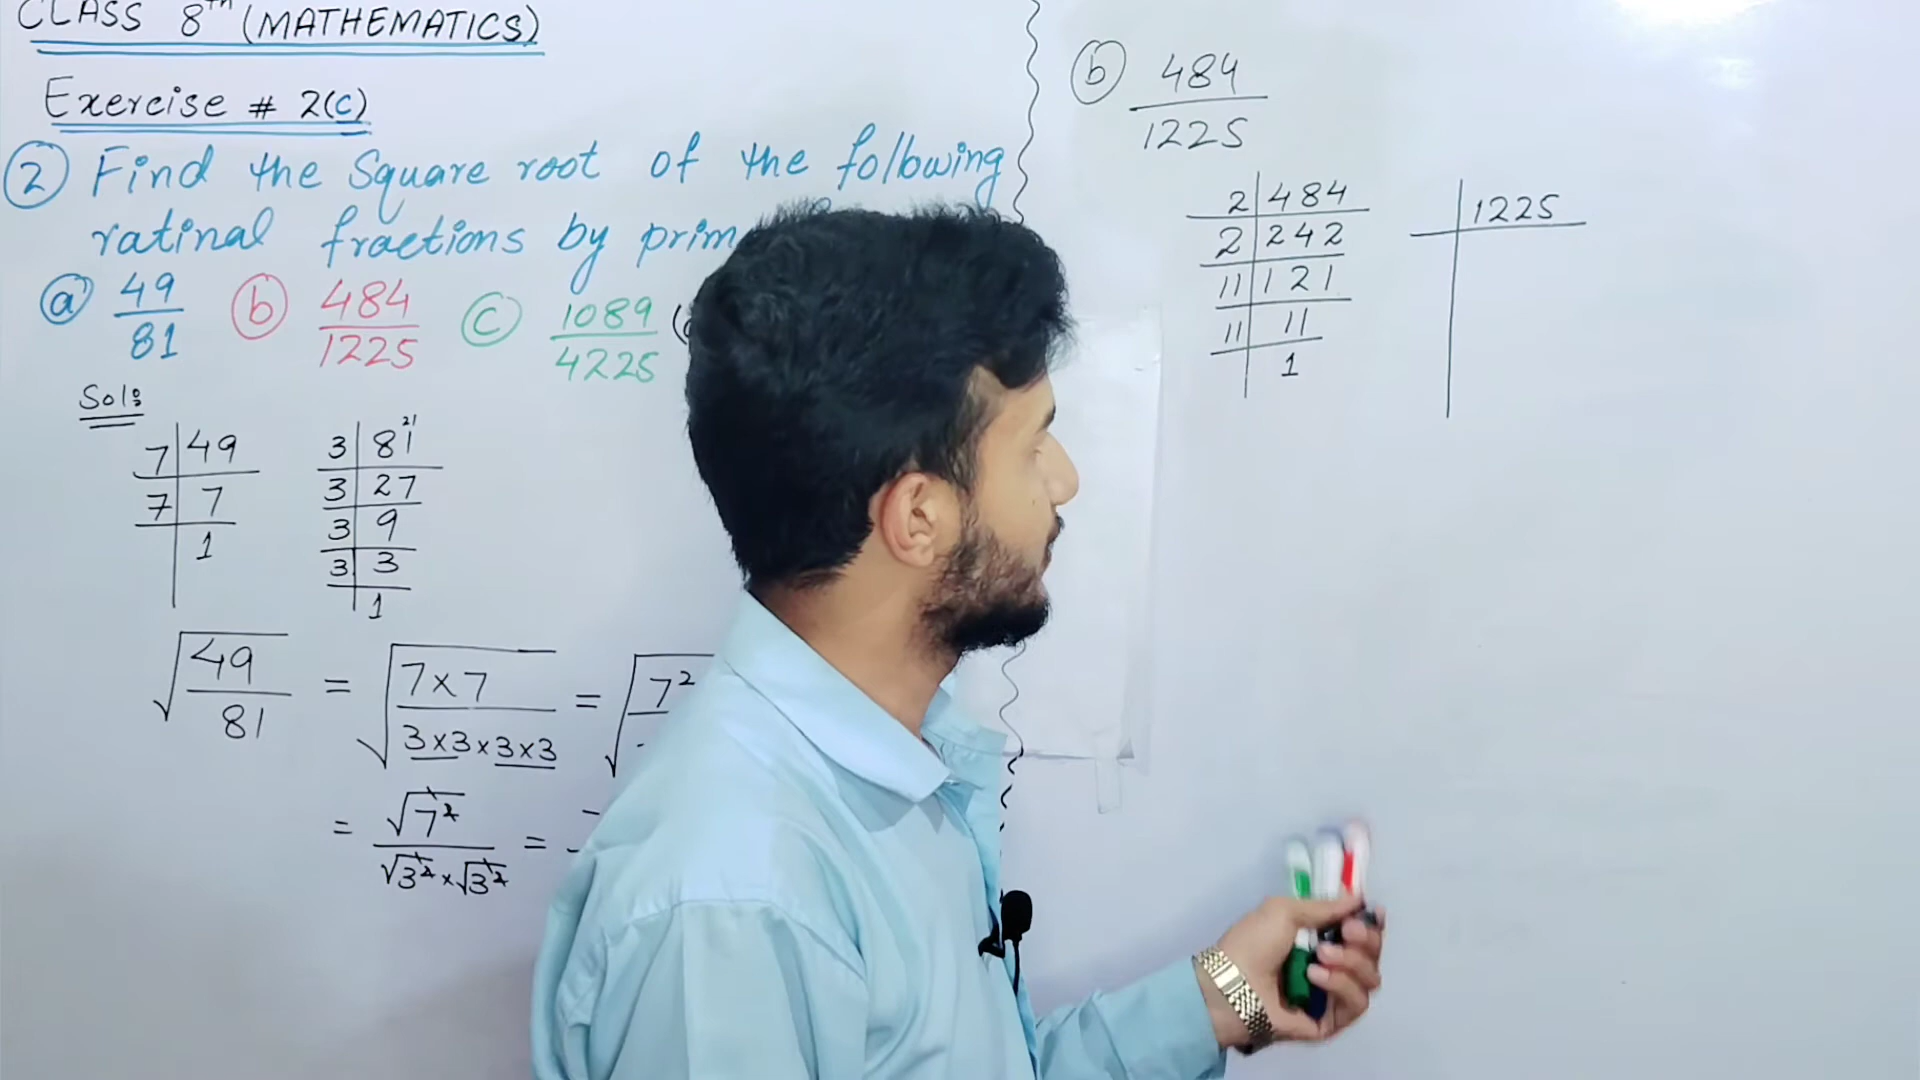 CLASS 8th (MATHEMATICS)
Exercise # 2(c)
2 Find the Square root of the following
ratinal fractions by prim
a 49/81 b 484/1225 c 1089/4225
Sol:
7 | 49
7 | 7
1
3 | 81
3 | 27
3 | 9
3 | 3
1
√(49/81) = √(7×7 / 3×3×3×3) = √(7²
= √7² / √3² × √3² =
b 484/1225
2 | 484
2 | 242
11 | 121
11 | 11
1
| 1225